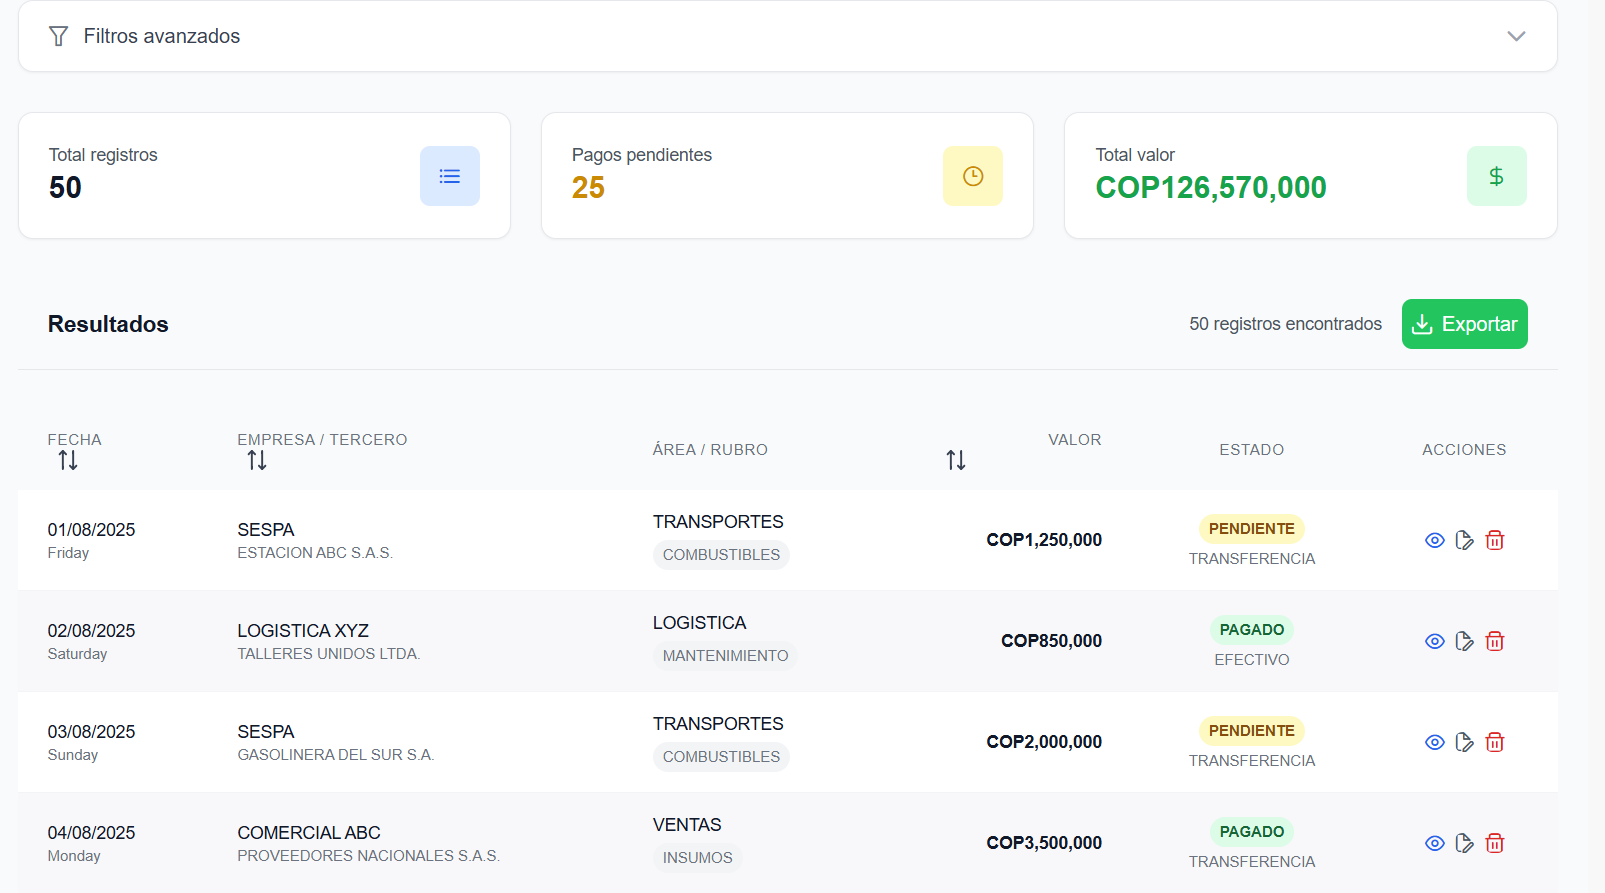 Filtros avanzados
Total registros
50
Pagos pendientes
25
Total valor
COP126,570,000
Resultados
50 registros encontrados
Exportar
FECHA
EMPRESA / TERCERO
ÁREA / RUBRO
VALOR
ESTADO
ACCIONES
01/08/2025
Friday
SESPA
ESTACION ABC S.A.S.
TRANSPORTES
COMBUSTIBLES
COP1,250,000
PENDIENTE
TRANSFERENCIA
02/08/2025
Saturday
LOGISTICA XYZ
TALLERES UNIDOS LTDA.
LOGISTICA
MANTENIMIENTO
COP850,000
PAGADO
EFECTIVO
03/08/2025
Sunday
SESPA
GASOLINERA DEL SUR S.A.
TRANSPORTES
COMBUSTIBLES
COP2,000,000
PENDIENTE
TRANSFERENCIA
04/08/2025
Monday
COMERCIAL ABC
PROVEEDORES NACIONALES S.A.S.
VENTAS
INSUMOS
COP3,500,000
PAGADO
TRANSFERENCIA